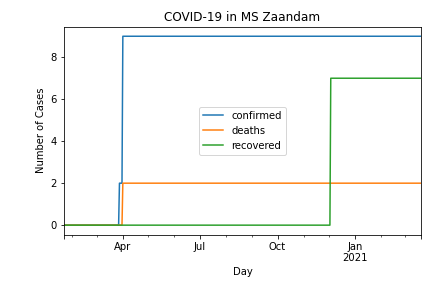 COVID-19 in MS Zaandam
Number of Cases
8
6
4
2
0
confirmed
deaths
recovered
Apr
Jul
Oct
Jan
2021
Day